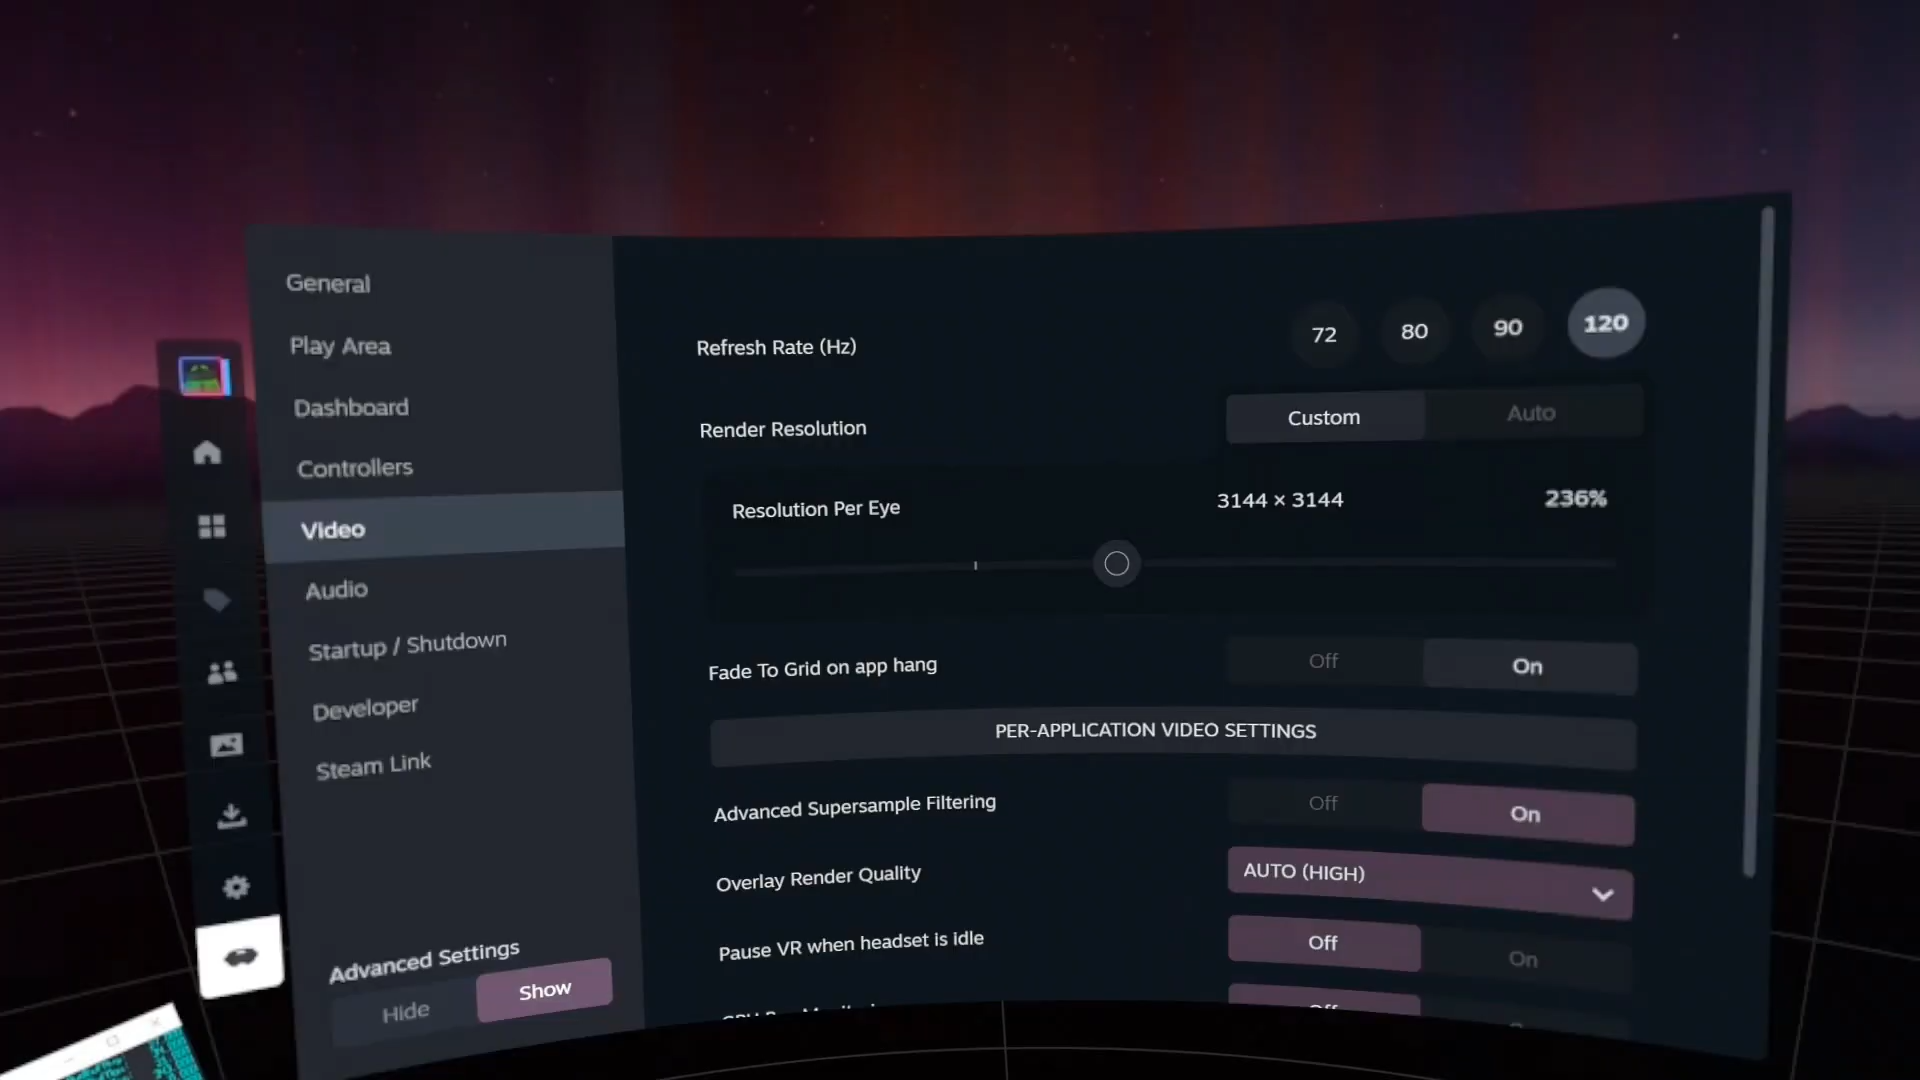 General
Play Area
Dashboard
Controllers
Video
Audio
Startup / Shutdown
Developer
Steam Link
Advanced Settings
Hide
Show
Refresh Rate (Hz)
72
80
90
120
Render Resolution
Custom
Auto
Resolution Per Eye
3144 × 3144
236%
Fade To Grid on app hang
Off
On
PER-APPLICATION VIDEO SETTINGS
Advanced Supersample Filtering
Off
On
Overlay Render Quality
AUTO (HIGH)
Pause VR when headset is idle
Off
On